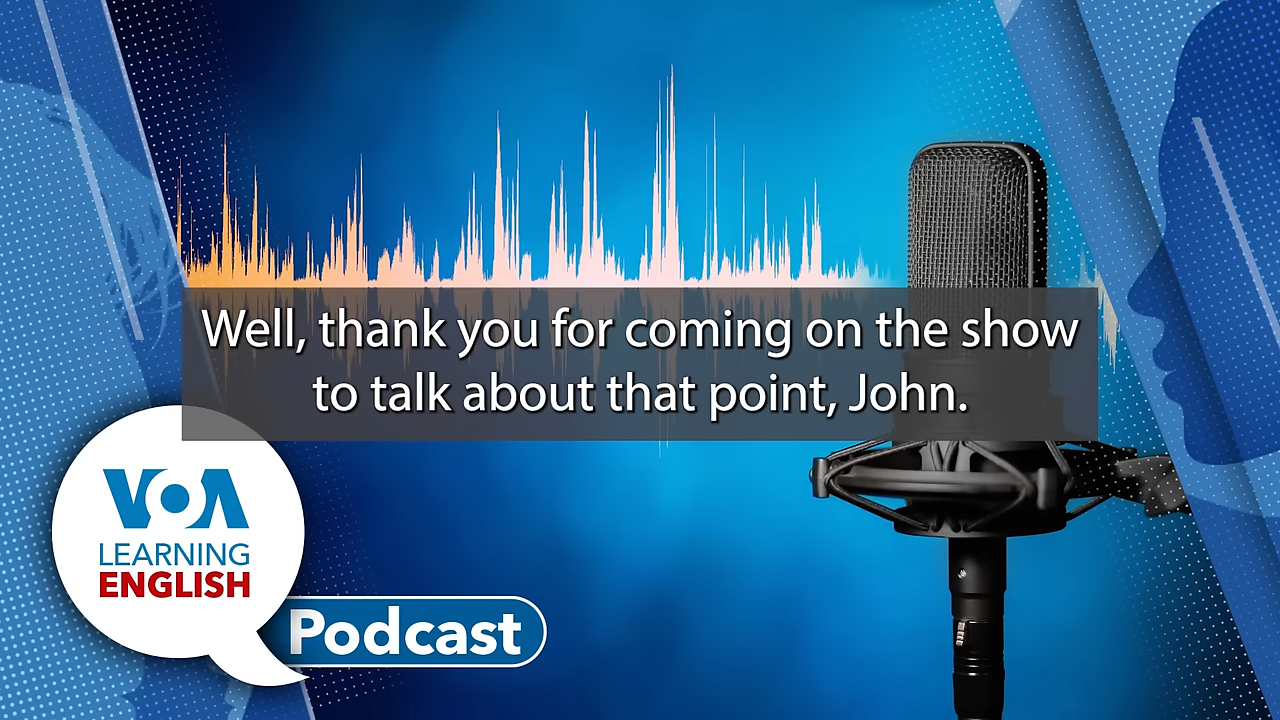 Well, thank you for coming on the show
to talk about that point, John.
VOA
LEARNING
ENGLISH
Podcast